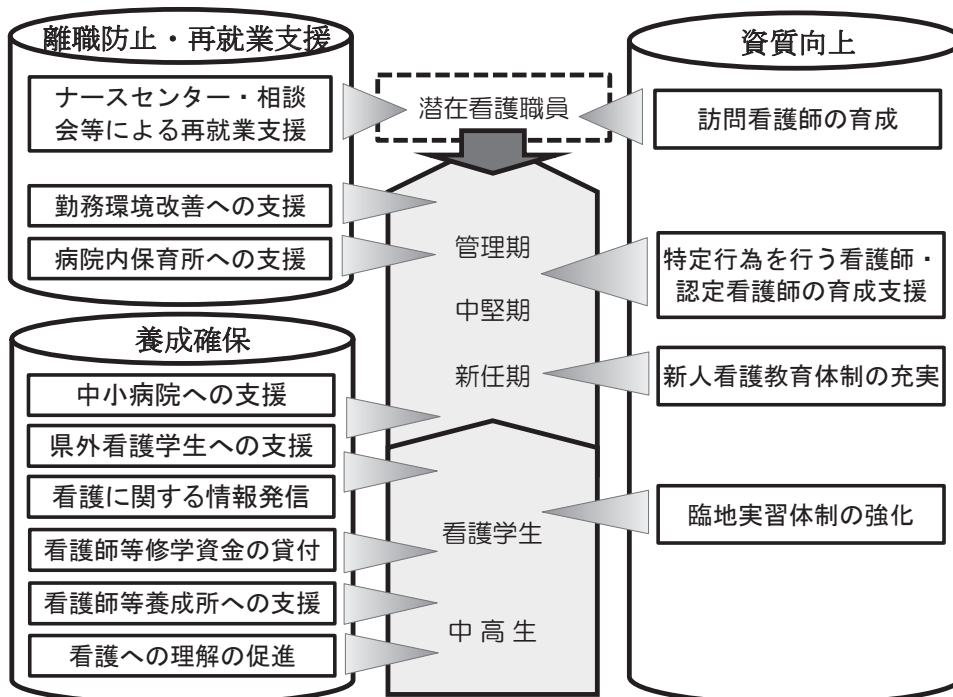 離職防止・再就業支援
ナースセンター・相談
会等による再就業支援
勤務環境改善への支援
病院内保育所への支援
養成確保
中小病院への支援
県外看護学生への支援
看護に関する情報発信
看護師等修学資金の貸付
看護師等養成所への支援
看護への理解の促進
潜在看護職員
管理期
中堅期
新任期
看護学生
中高生
資質向上
訪問看護師の育成
特定行為を行う看護師・
認定看護師の育成支援
新人看護教育体制の充実
臨地実習体制の強化